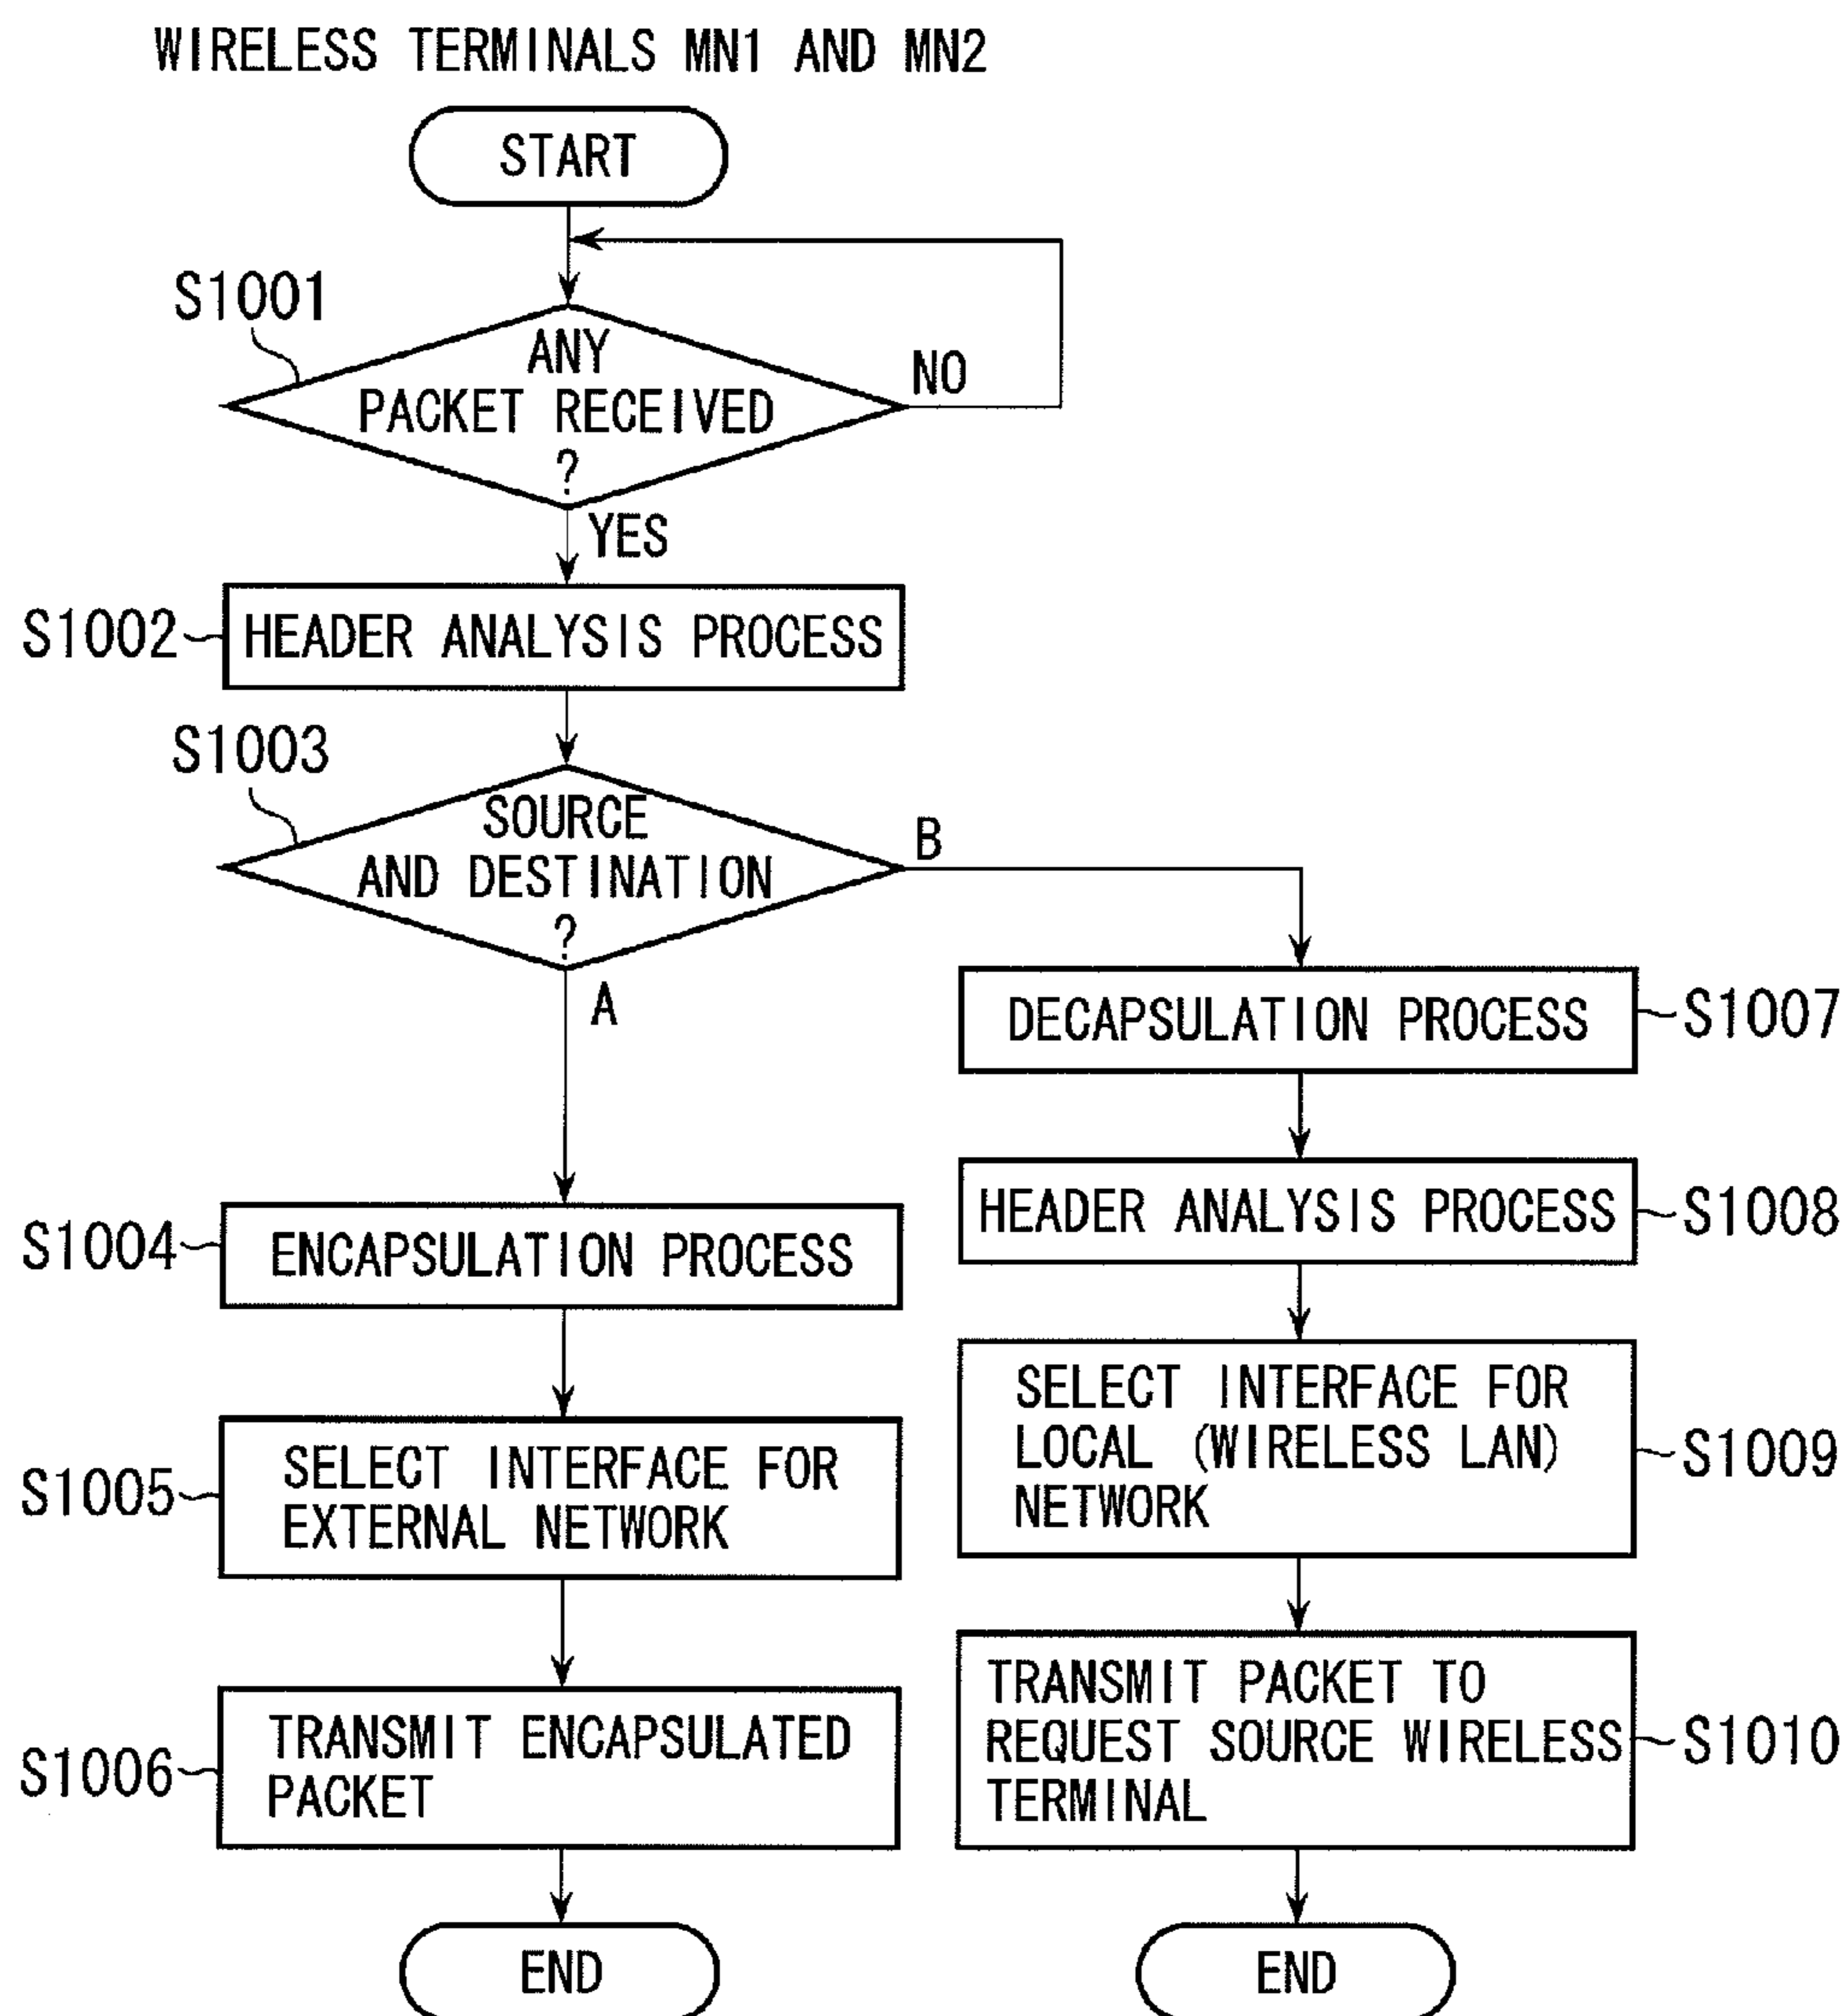 WIRELESS TERMINALS MN1 AND MN2
START
S1001
ANY
PACKET RECEIVED
?
NO
YES
S1002
HEADER ANALYSIS PROCESS
S1003
SOURCE
AND DESTINATION
?
B
A
DECAPSULATION PROCESS
S1007
HEADER ANALYSIS PROCESS
S1008
S1004
ENCAPSULATION PROCESS
SELECT INTERFACE FOR
LOCAL (WIRELESS LAN)
NETWORK
S1009
S1005
SELECT INTERFACE FOR
EXTERNAL NETWORK
TRANSMIT PACKET TO
REQUEST SOURCE WIRELESS
TERMINAL
S1010
S1006
TRANSMIT ENCAPSULATED
PACKET
END
END